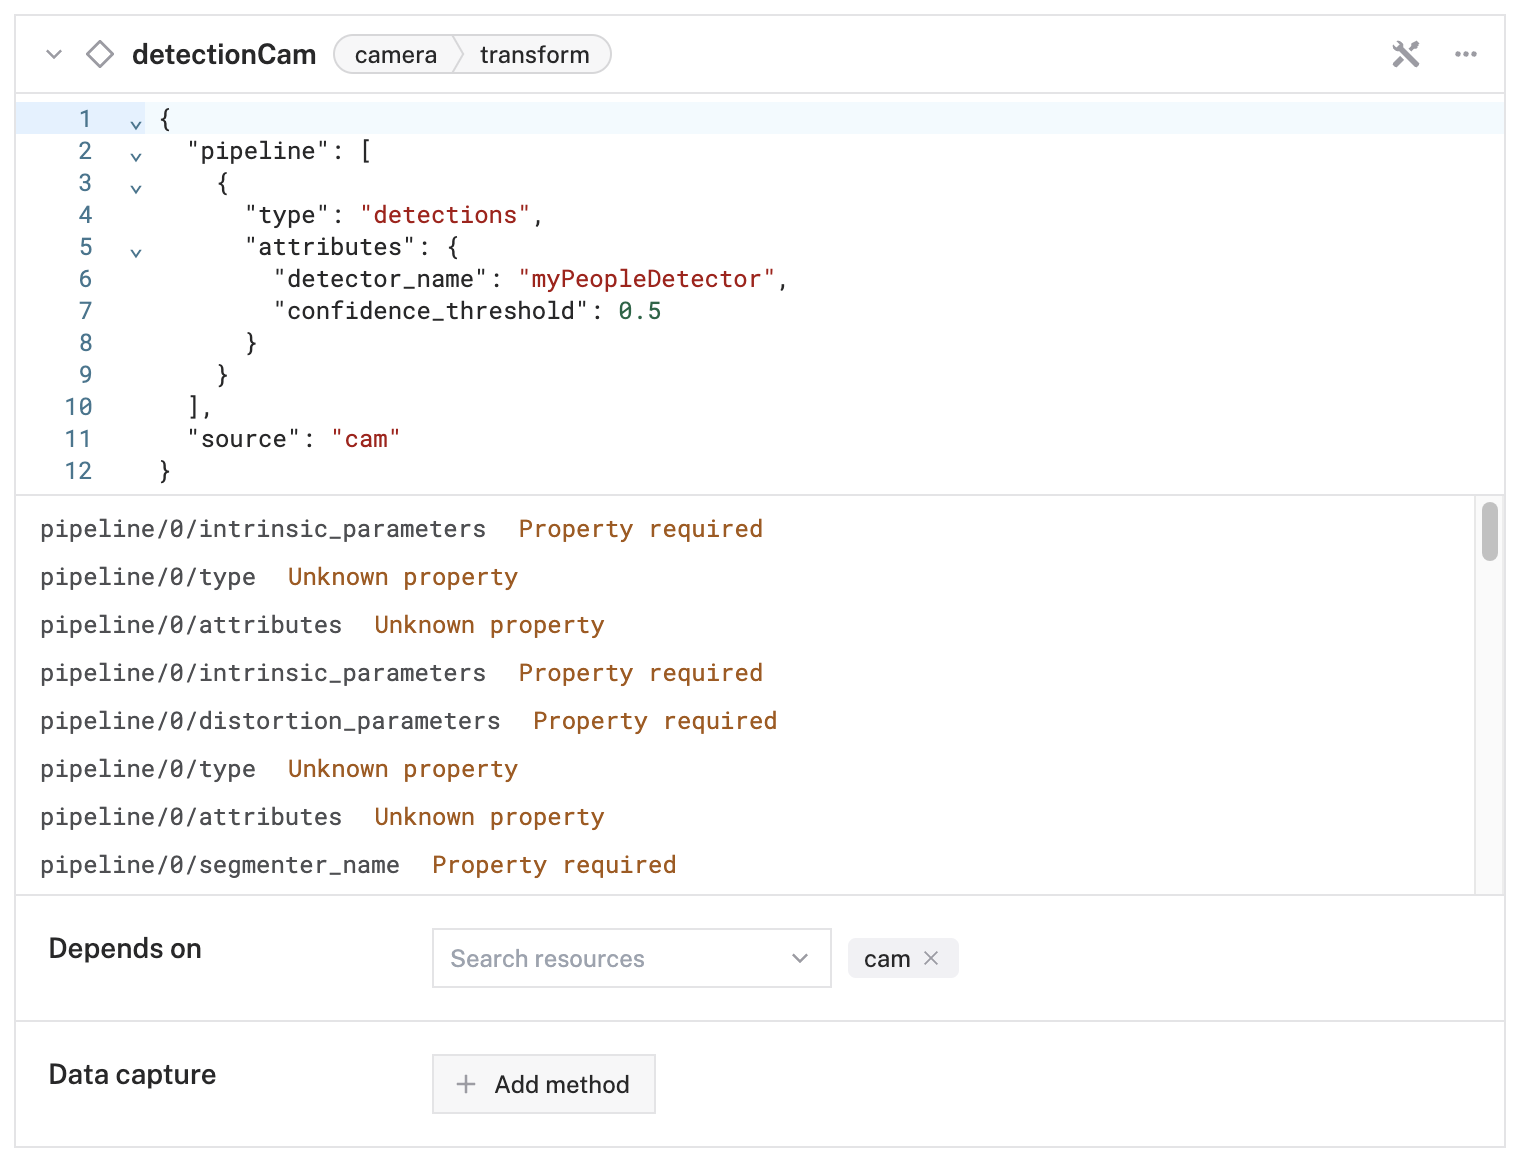 detectionCam camera transform
1 {
2 "pipeline": [
3 {
4 "type": "detections",
5 "attributes": {
6 "detector_name": "myPeopleDetector",
7 "confidence_threshold": 0.5
8 }
9 }
10 ],
11 "source": "cam"
12 }
pipeline/0/intrinsic_parameters Property required
pipeline/0/type Unknown property
pipeline/0/attributes Unknown property
pipeline/0/intrinsic_parameters Property required
pipeline/0/distortion_parameters Property required
pipeline/0/type Unknown property
pipeline/0/attributes Unknown property
pipeline/0/segmenter_name Property required
Depends on Search resources cam
Data capture Add method